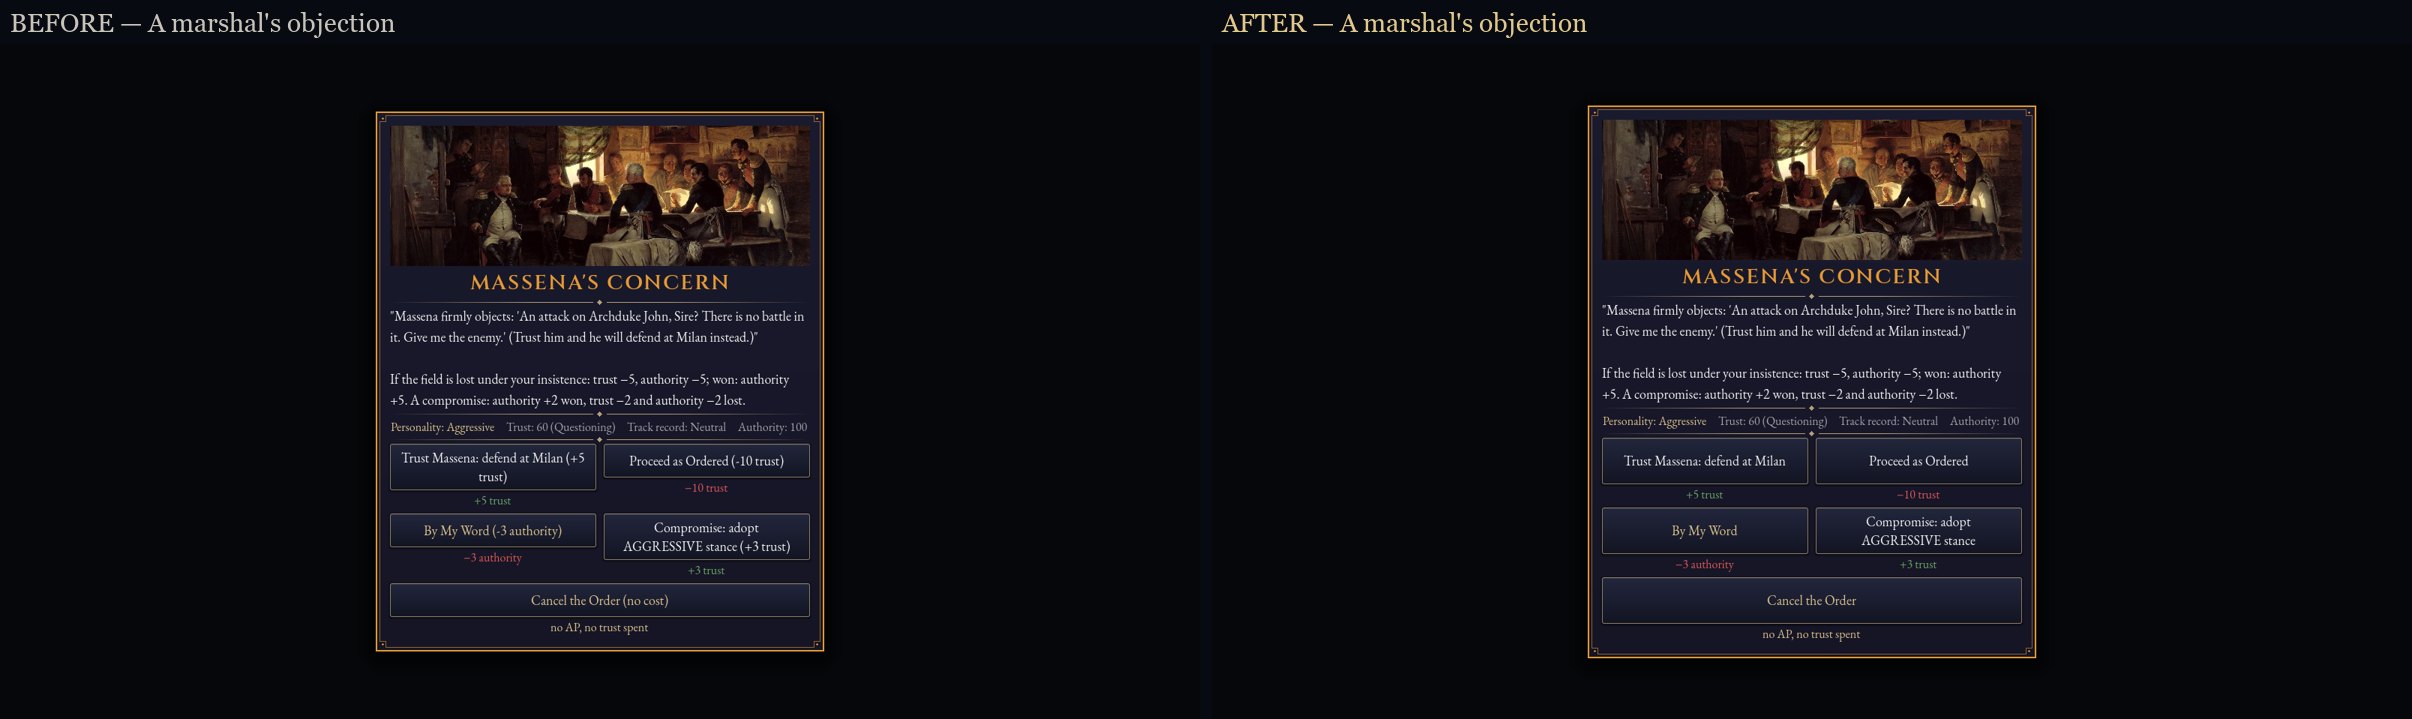 BEFORE — A marshal's objection
MASSENA'S CONCERN
"Massena firmly objects: 'An attack on Archduke John, Sire? There is no battle in
it. Give me the enemy.' (Trust him and he will defend at Milan instead.)"
If the field is lost under your insistence: trust –5, authority –5; won: authority
+5. A compromise: authority +2 won, trust –2 and authority –2 lost.
Personality: Aggressive Trust: 60 (Questioning) Track record: Neutral Authority: 100
Trust Massena: defend at Milan (+5
trust)
+5 trust
Proceed as Ordered (-10 trust)
–10 trust
By My Word (-3 authority)
–3 authority
Compromise: adopt
AGGRESSIVE stance (+3 trust)
+3 trust
Cancel the Order (no cost)
no AP, no trust spent
AFTER — A marshal's objection
MASSENA'S CONCERN
"Massena firmly objects: 'An attack on Archduke John, Sire? There is no battle in
it. Give me the enemy.' (Trust him and he will defend at Milan instead.)"
If the field is lost under your insistence: trust –5, authority –5; won: authority
+5. A compromise: authority +2 won, trust –2 and authority –2 lost.
Personality: Aggressive Trust: 60 (Questioning) Track record: Neutral Authority: 100
Trust Massena: defend at Milan
+5 trust
Proceed as Ordered
–10 trust
By My Word
–3 authority
Compromise: adopt
AGGRESSIVE stance
+3 trust
Cancel the Order
no AP, no trust spent